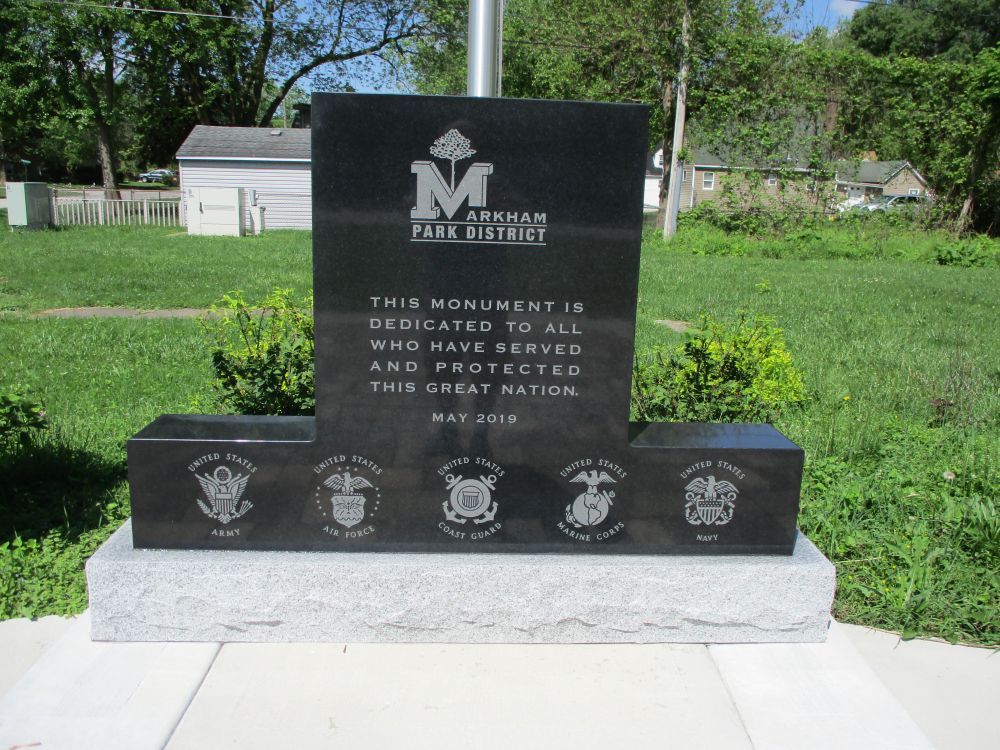 MARKHAM
PARK DISTRICT
THIS MONUMENT IS
DEDICATED TO ALL
WHO HAVE SERVED
AND PROTECTED
THIS GREAT NATION.
MAY 2019
UNITED STATES
ARMY
UNITED STATES
AIR FORCE
UNITED STATES
COAST GUARD
UNITED STATES
MARINE CORPS
UNITED STATES
NAVY